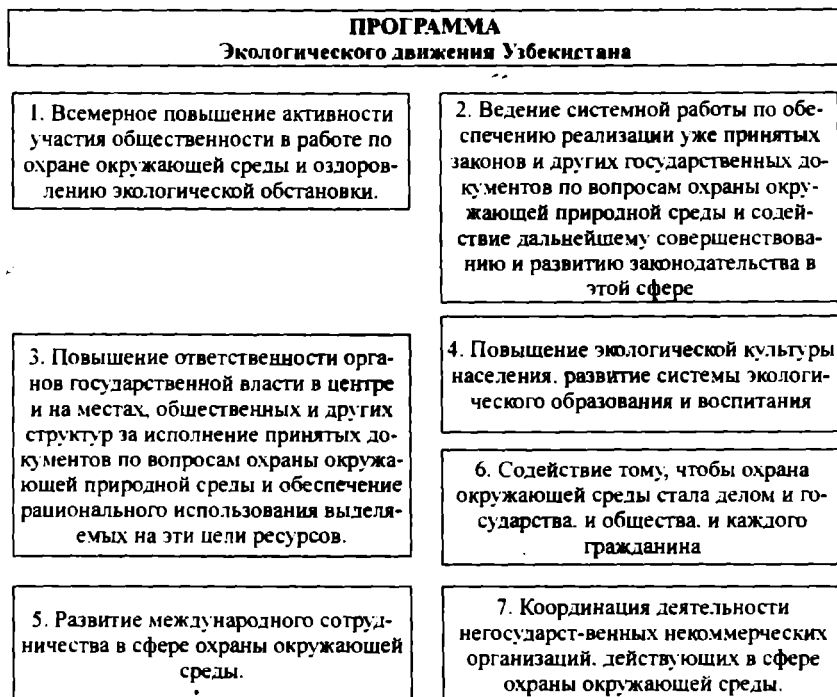 ПРОГРАММА
Экологического движения Узбекистана
1. Всемерное повышение активности
участия общественности в работе по
охране окружающей среды и оздоров-
лению экологической обстановки.
2. Ведение системной работы по обе-
спечению реализации уже принятых
законов и других государственных до-
кументов по вопросам охраны окру-
жающей природной среды и содей-
ствие дальнейшему совершенствова-
нию и развитию законодательства в
этой сфере
3. Повышение ответственности орга-
нов государственной власти в центре
и на местах, общественных и других
структур за исполнение принятых до-
кументов по вопросам охраны окружа-
ющей природной среды и обеспечение
рационального использования выделя-
емых на эти цели ресурсов.
4. Повышение экологической культуры
населения. развитие системы эколо-
гического образования и воспитания
6. Содействие тому, чтобы охрана
окружающей среды стала делом и го-
сударства. и общества. и каждого
гражданина
5. Развитие международного сотруд-
ничества в сфере охраны окружающей
среды.
7. Координация деятельности
негосударст-венных некоммерческих
организаций. действующих в сфере
охраны окружающей среды.